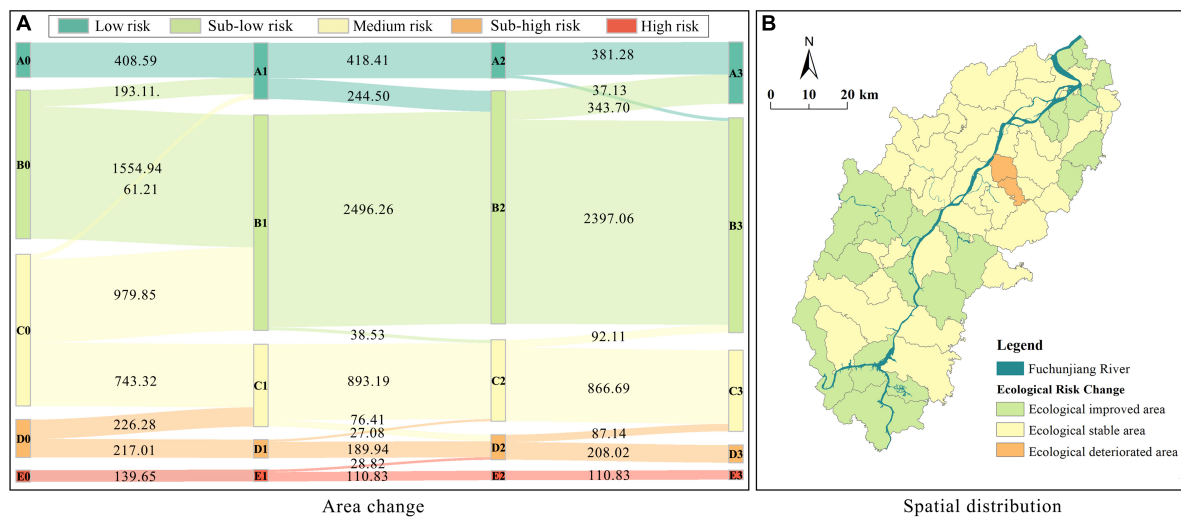 A
Low risk
Sub-low risk
Medium risk
Sub-high risk
High risk
A0
408.59
A1
418.41
A2
381.28
A3
193.11.
244.50
37.13
343.70
B0
1554.94
61.21
B1
2496.26
B2
2397.06
B3
979.85
38.53
92.11
C0
743.32
C1
893.19
C2
866.69
C3
76.41
226.28
27.08
87.14
D0
217.01
D1
189.94
D2
208.02
D3
28.82
E0
139.65
E1
110.83
E2
110.83
E3
Area change
B
N
0 10 20 km
Legend
Fuchunjiang River
Ecological Risk Change
Ecological improved area
Ecological stable area
Ecological deteriorated area
Spatial distribution